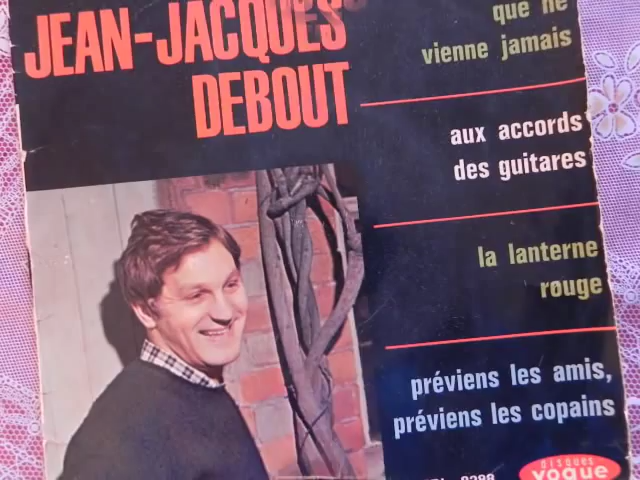 JEAN-JACQUES
DEBOUT
que ne
vienne jamais
aux accords
des guitares
la lanterne
rouge
préviens les amis,
préviens les copains
disques
vogue